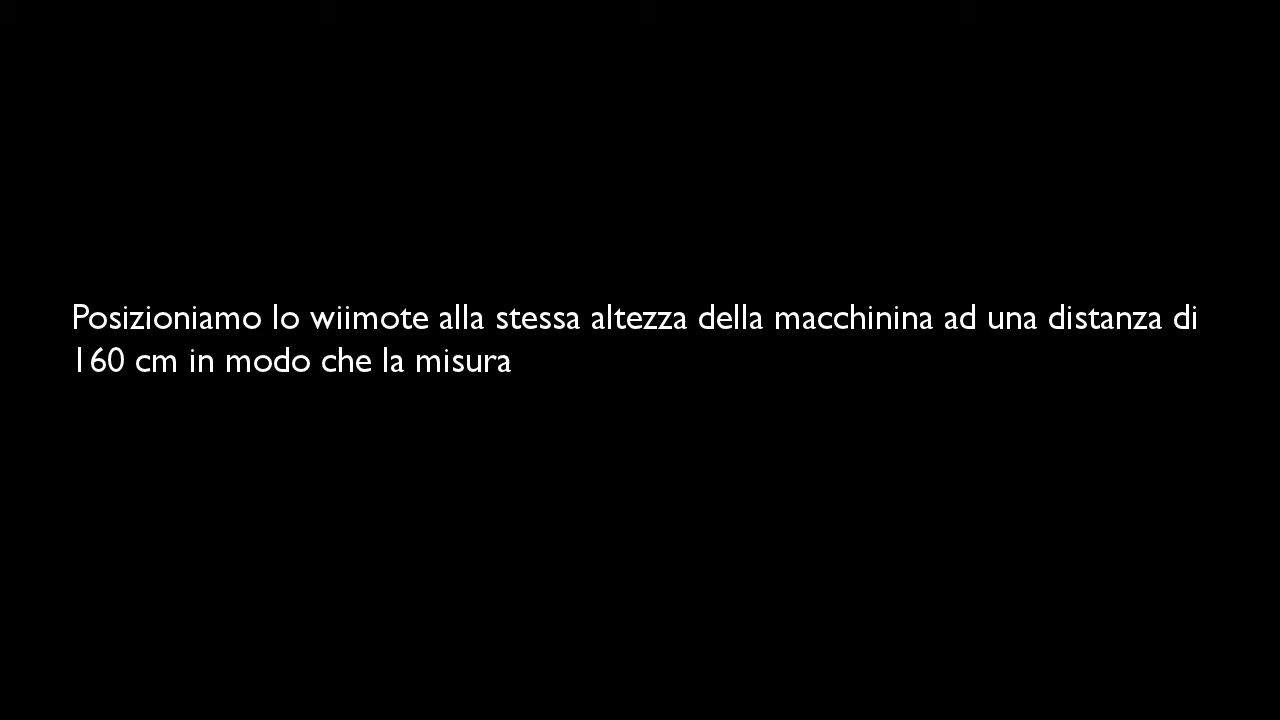 Posizioniamo lo wiimote alla stessa altezza della macchinina ad una distanza di
160 cm in modo che la misura